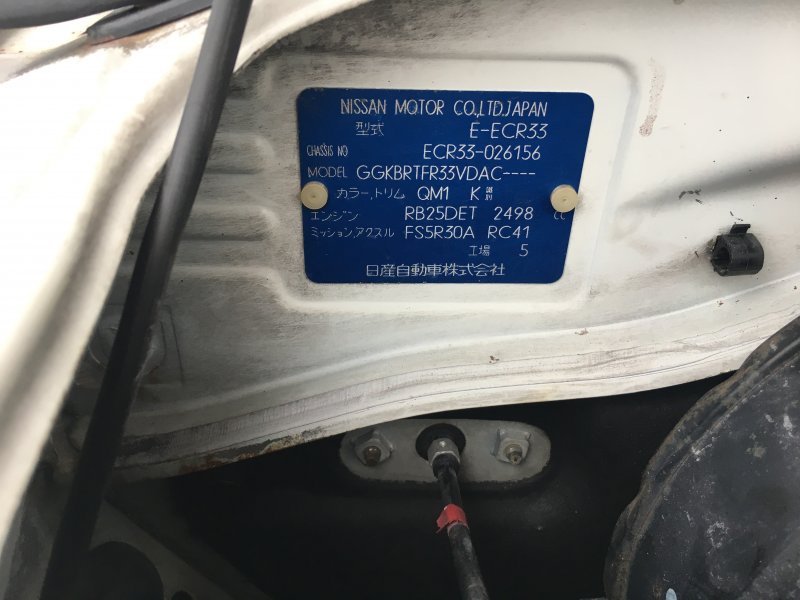 NISSAN MOTOR CO.,LTD.JAPAN
型式 E-ECR33
CHASSIS NO ECR33-026156
MODEL GGKBRTFR33VDAC----
カラー,トリム QM1 K 識別
エンジン RB25DET 2498 cc
ミッション,アクスル FS5R30A RC41
工場 5
日産自動車株式会社